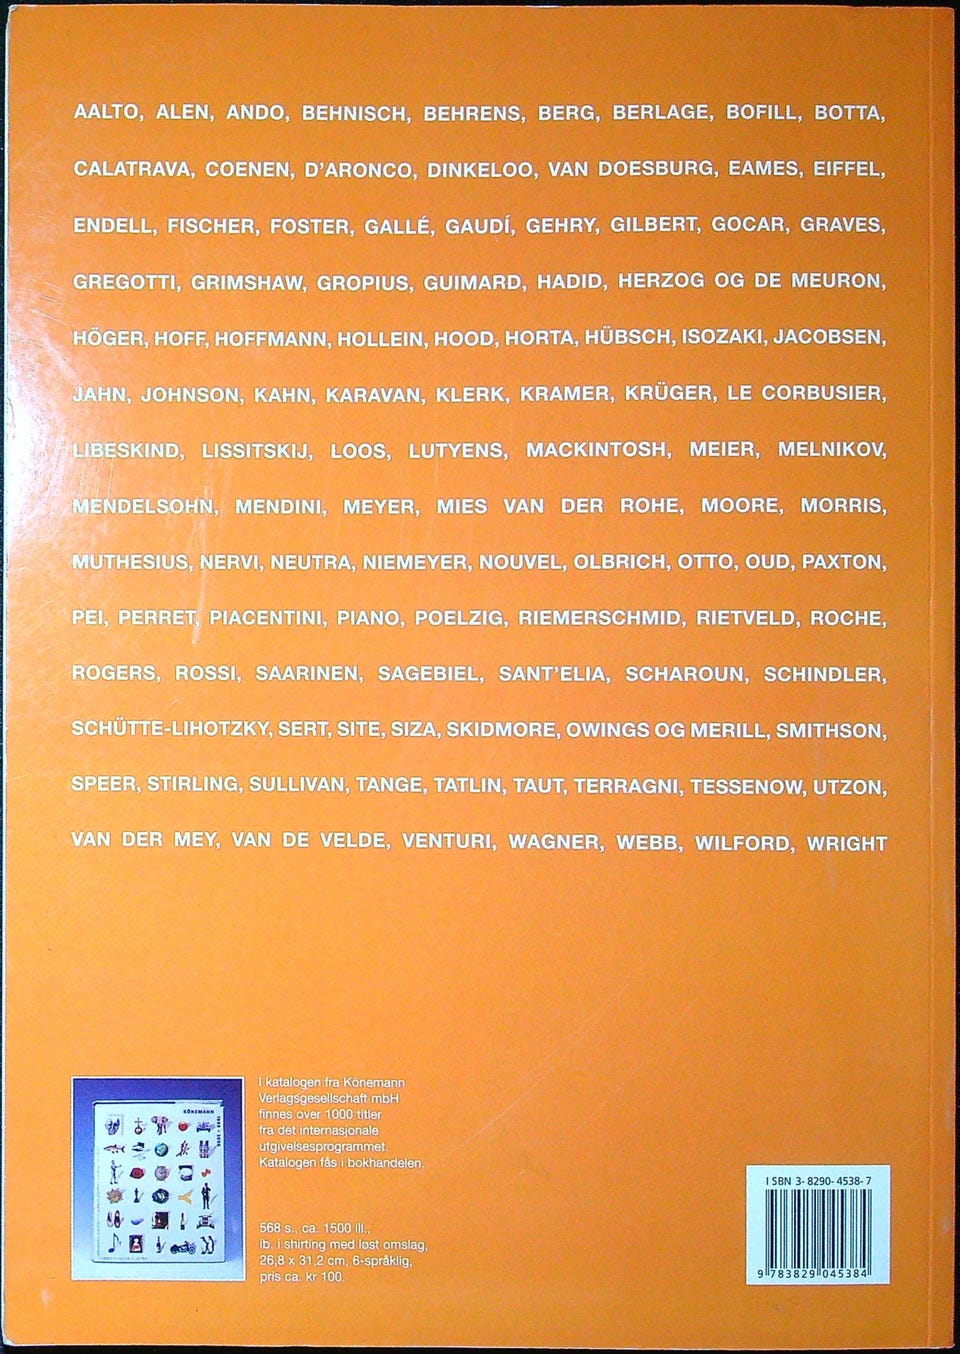 AALTO, ALEN, ANDO, BEHNISCH, BEHRENS, BERG, BERLAGE, BOFILL, BOTTA,
CALATRAVA, COENEN, D'ARONCO, DINKELOO, VAN DOESBURG, EAMES, EIFFEL,
ENDELL, FISCHER, FOSTER, GALLÉ, GAUDÍ, GEHRY, GILBERT, GOCAR, GRAVES,
GREGOTTI, GRIMSHAW, GROPIUS, GUIMARD, HADID, HERZOG OG DE MEURON,
HÖGER, HOFF, HOFFMANN, HOLLEIN, HOOD, HORTA, HÜBSCH, ISOZAKI, JACOBSEN,
JAHN, JOHNSON, KAHN, KARAVAN, KLERK, KRAMER, KRÜGER, LE CORBUSIER,
LIBESKIND, LISSITSKIJ, LOOS, LUTYENS, MACKINTOSH, MEIER, MELNIKOV,
MENDELSOHN, MENDINI, MEYER, MIES VAN DER ROHE, MOORE, MORRIS,
MUTHESIUS, NERVI, NEUTRA, NIEMEYER, NOUVEL, OLBRICH, OTTO, OUD, PAXTON,
PEI, PERRET, PIACENTINI, PIANO, POELZIG, RIEMERSCHMID, RIETVELD, ROCHE,
ROGERS, ROSSI, SAARINEN, SAGEBIEL, SANT'ELIA, SCHAROUN, SCHINDLER,
SCHÜTTE-LIHOTZKY, SERT, SITE, SIZA, SKIDMORE, OWINGS OG MERILL, SMITHSON,
SPEER, STIRLING, SULLIVAN, TANGE, TATLIN, TAUT, TERRAGNI, TESSENOW, UTZON,
VAN DER MEY, VAN DE VELDE, VENTURI, WAGNER, WEBB, WILFORD, WRIGHT
KÖNEMANN
I katalogen fra Könemann
Verlagsgesellschaft mbH
finnes over 1000 titler
fra det internasjonale
utgivelsesprogrammet.
Katalogen fås i bokhandelen.
568 s., ca. 1500 ill.,
ib. i shirting med løst omslag,
26,8 x 31,2 cm, 6-språklig,
pris ca. kr 100.
ISBN 3-8290-4538-7
9 783829 045384